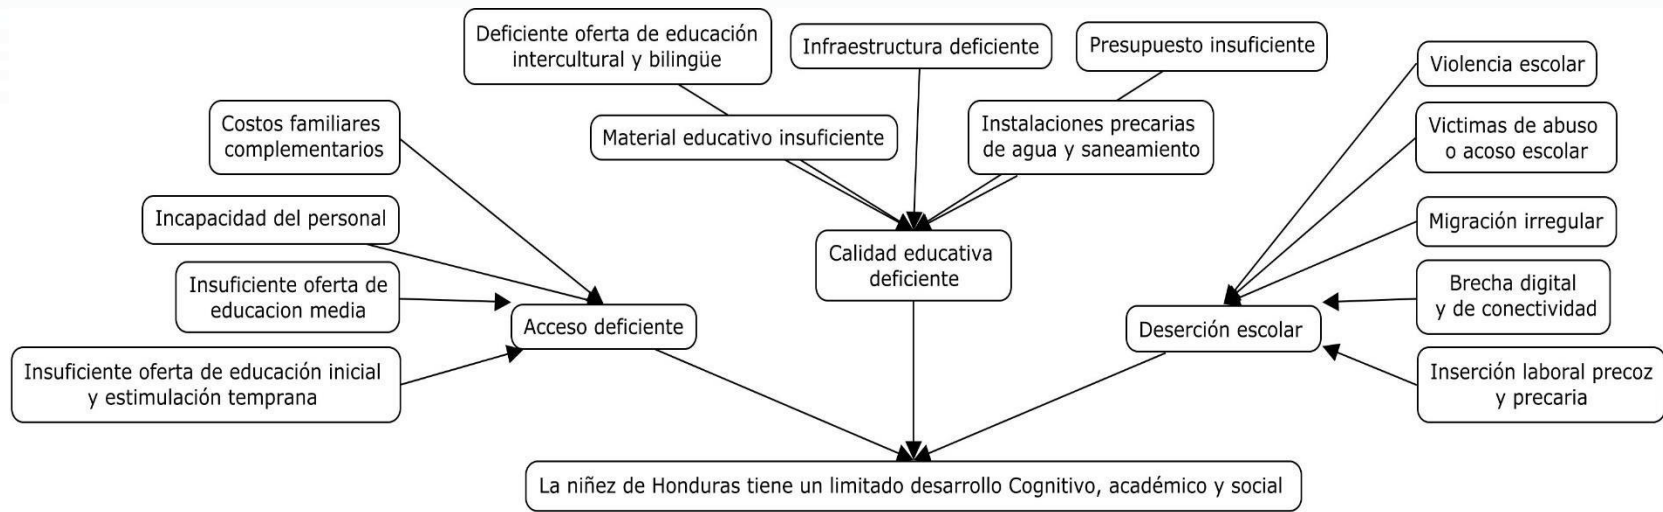 Deficiente oferta de educación
intercultural y bilingüe
Infraestructura deficiente
Presupuesto insuficiente
Violencia escolar
Costos familiares
complementarios
Material educativo insuficiente
Instalaciones precarias
de agua y saneamiento
Victimas de abuso
o acoso escolar
Incapacidad del personal
Migración irregular
Calidad educativa
deficiente
Insuficiente oferta de
educacion media
Brecha digital
y de conectividad
Acceso deficiente
Deserción escolar
Insuficiente oferta de educación inicial
y estimulación temprana
Inserción laboral precoz
y precaria
La niñez de Honduras tiene un limitado desarrollo Cognitivo, académico y social